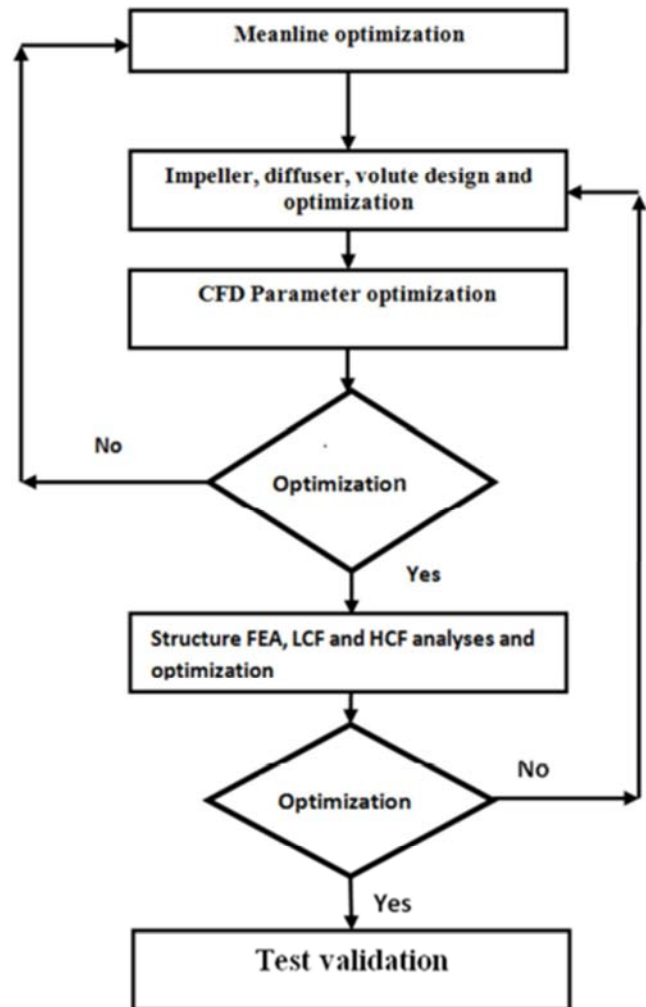 Meanline optimization
Impeller, diffuser, volute design and
optimization
CFD Parameter optimization
No
Optimization
Yes
Structure FEA, LCF and HCF analyses and
optimization
No
Optimization
Yes
Test validation